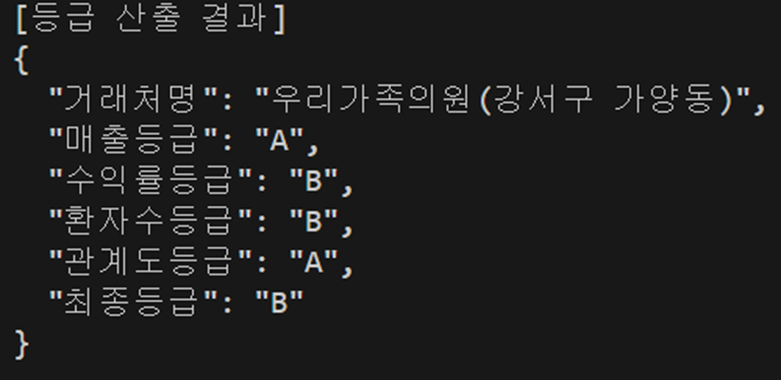 [등급 산출 결과]
{
  "거래처명": "우리가족의원(강서구 가양동)",
  "매출등급": "A",
  "수익률등급": "B",
  "환자수등급": "B",
  "관계도등급": "A",
  "최종등급": "B"
}